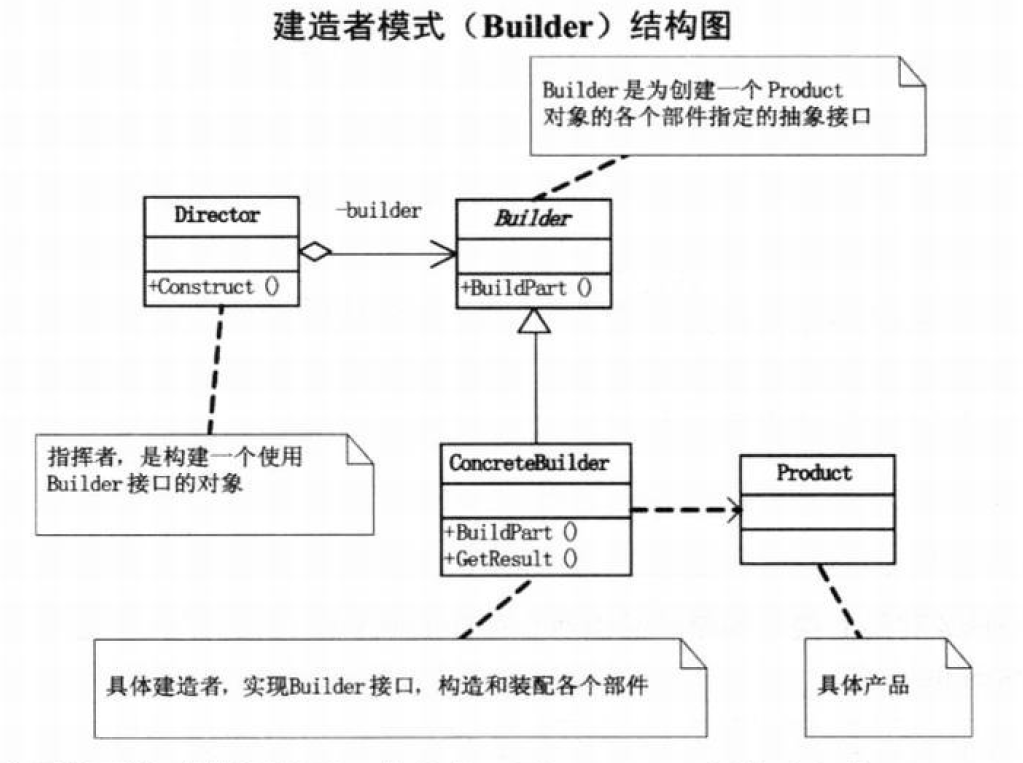 建造者模式（Builder）结构图
Builder是为创建一个Product
对象的各个部件指定的抽象接口
Director
-builder
Builder
+Construct ()
+BuildPart ()
指挥者，是构建一个使用
Builder接口的对象
ConcreteBuilder
Product
+BuildPart ()
+GetResult ()
具体建造者，实现Builder接口，构造和装配各个部件
具体产品